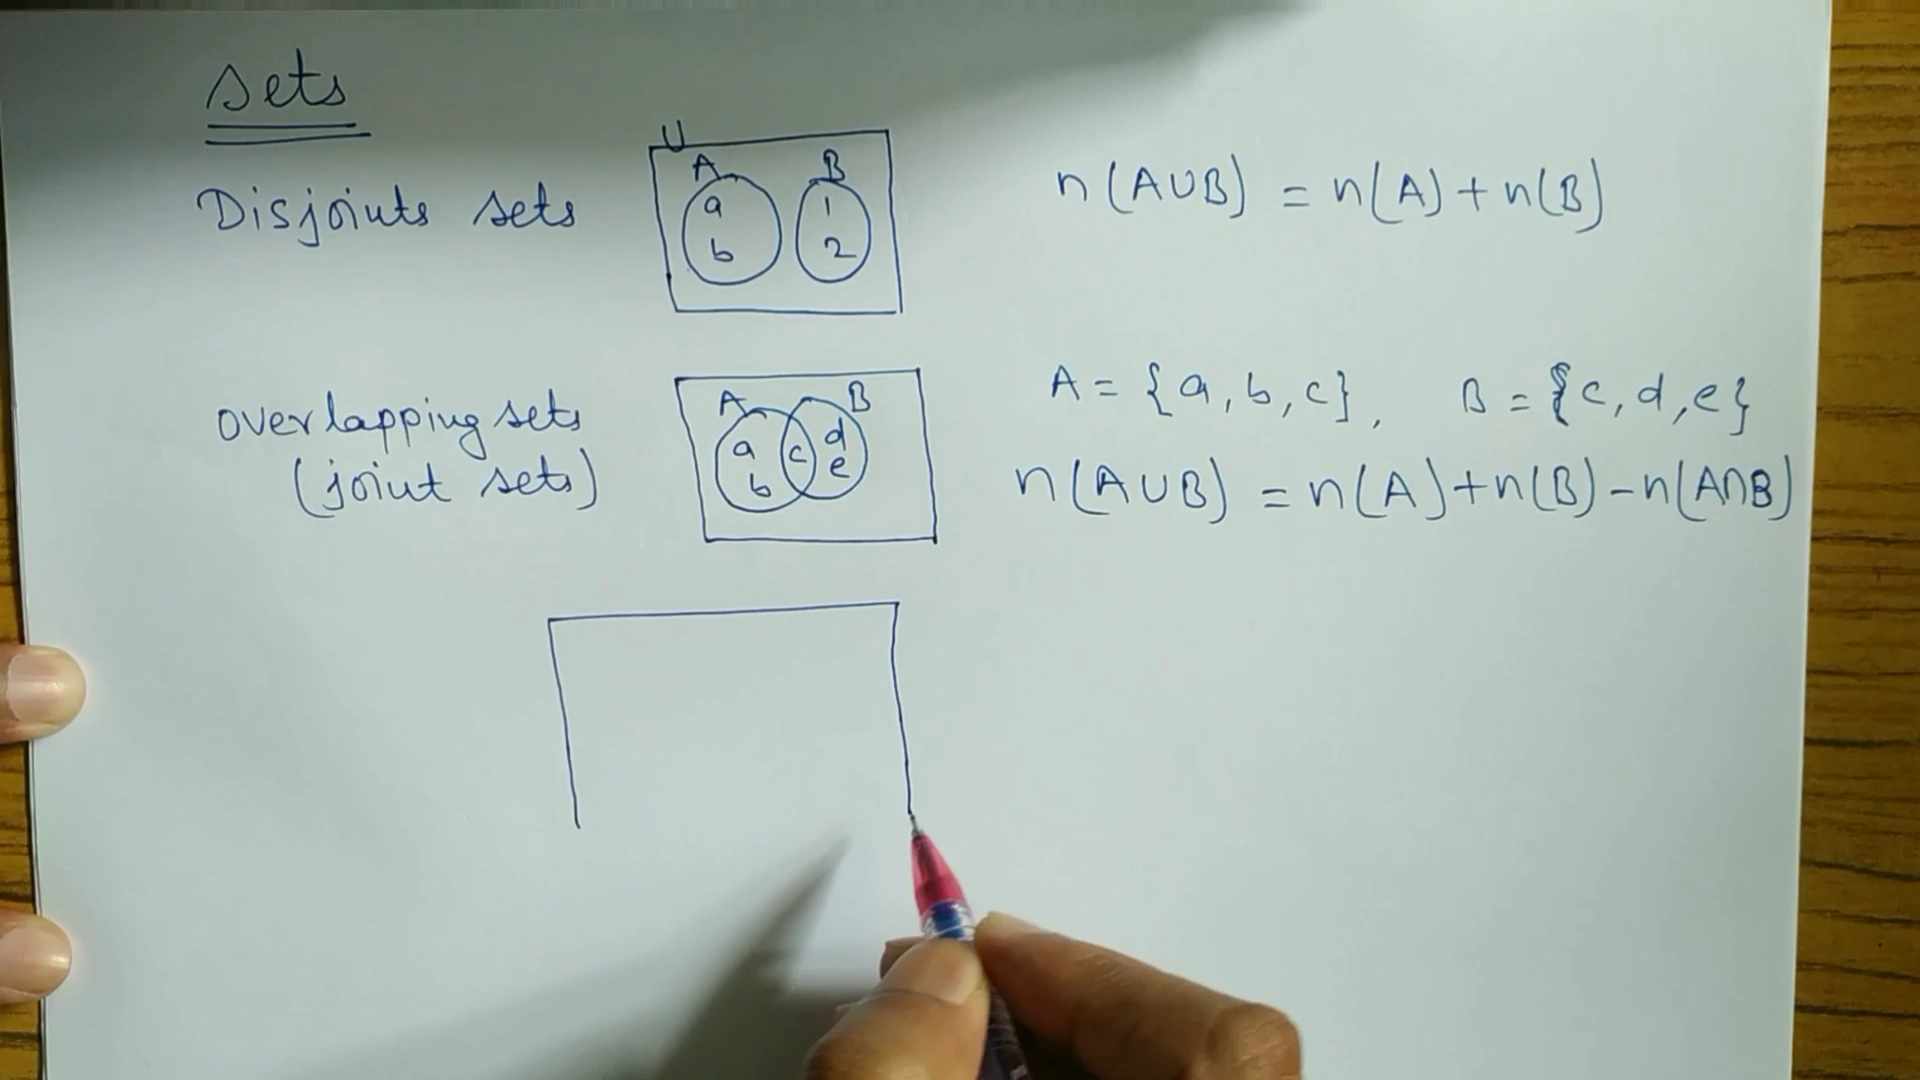 Sets
Disjoints sets
U
A B
a 1
b 2
n(A∪B) = n(A) + n(B)
overlapping sets
(joint sets)
A B
a c d
b e
A = {a, b, c}, B = {c, d, e}
n(A∪B) = n(A) + n(B) - n(A∩B)